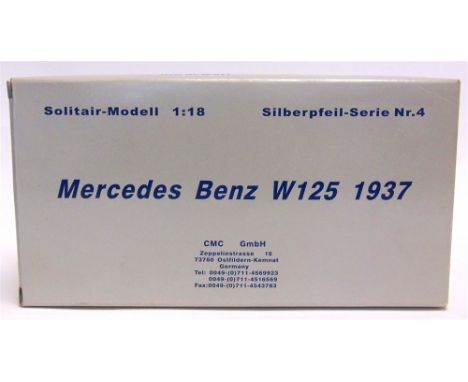 Solitair-Modell 1:18 Silberpfeil-Serie Nr.4
Mercedes Benz W125 1937
CMC GmbH
Zeppelinstrasse 16
73760 Ostfildern-Kemnat
Germany
Tel: 0049-(0)711-4569923
0049-(0)711-4516569
Fax:0049-(0)711-4543783